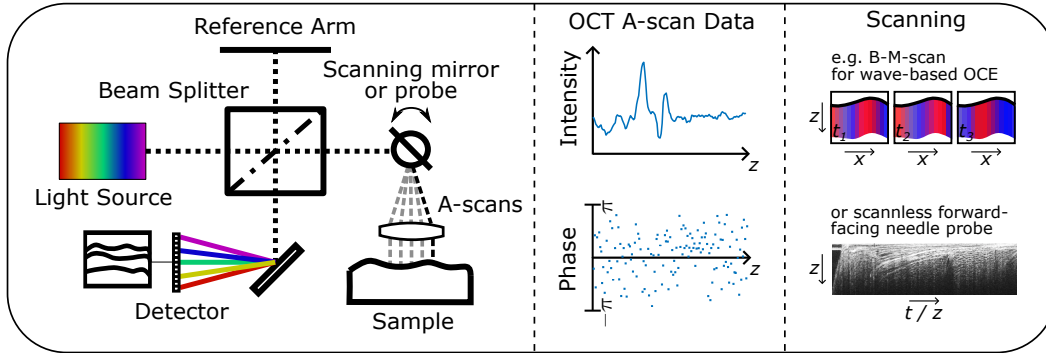 Reference Arm
Scanning mirror
or probe
Beam Splitter
Light Source
A-scans
Detector
Sample
OCT A-scan Data
Intensity
z
π
Phase
z
—π
Scanning
e.g. B-M-scan
for wave-based OCE
z
t1
t2
t3
x
x
x
or scannless forward-
facing needle probe
z
t / z